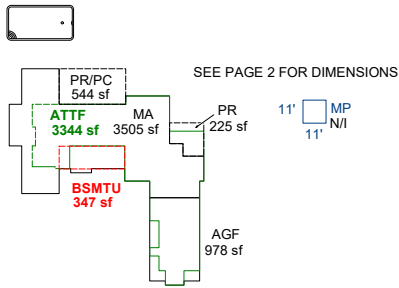 SEE PAGE 2 FOR DIMENSIONS
PR/PC
544 sf
ATTF
3344 sf
MA
3505 sf
PR
225 sf
11' MP
N/I
11'
BSMTU
347 sf
AGF
978 sf